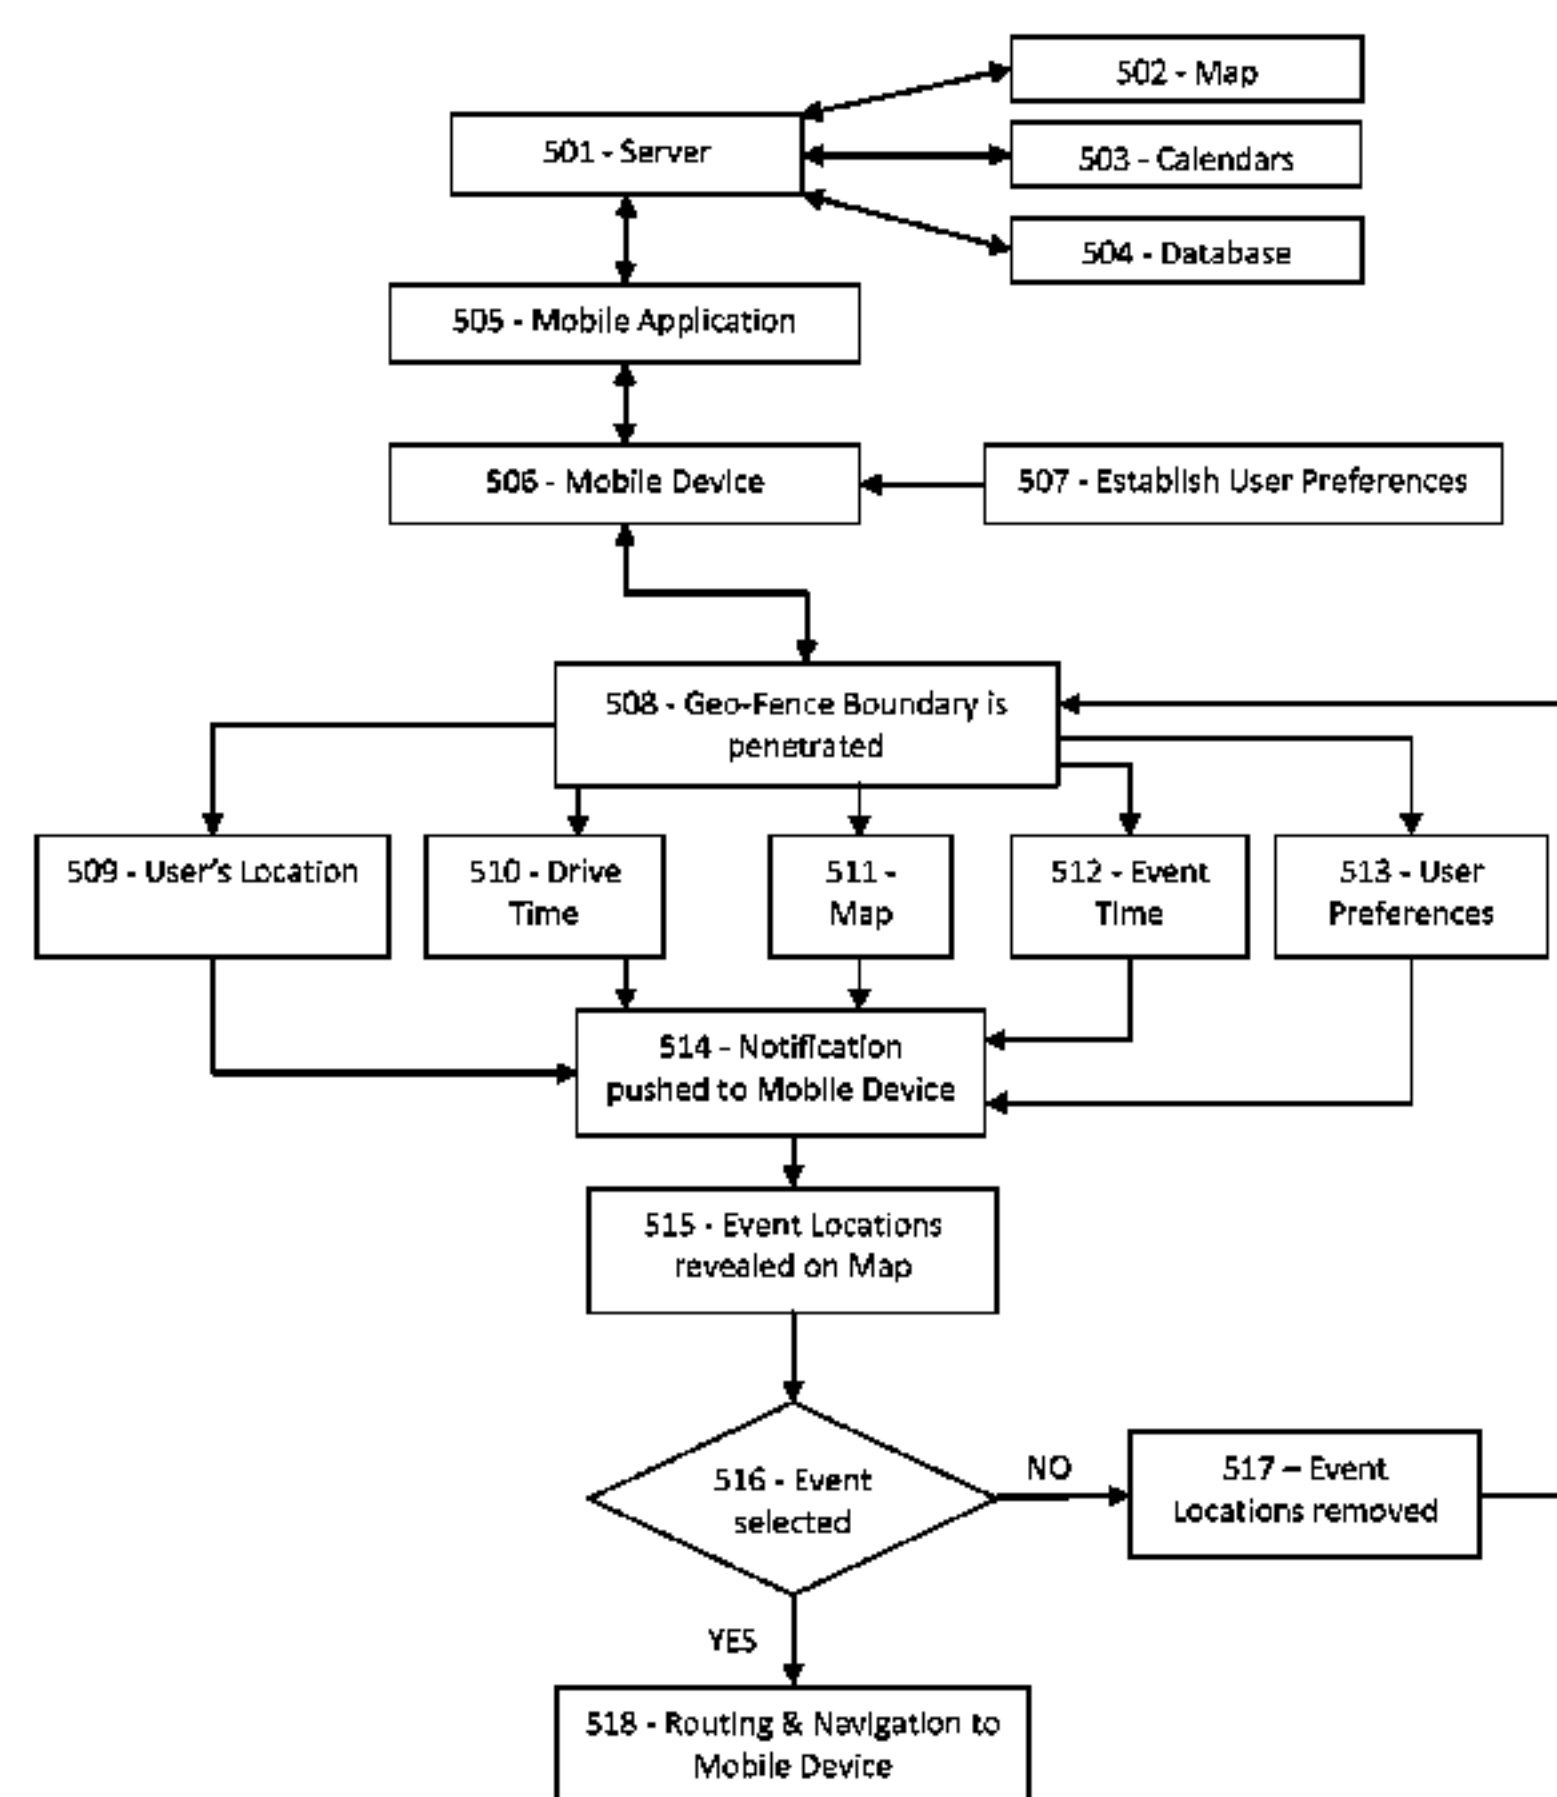 502 - Map
501 - Server
503 - Calendars
504 - Database
505 - Mobile Application
506 - Mobile Device
507 - Establish User Preferences
508 - Geo-Fence Boundary is
penetrated
509 - User's Location
510 - Drive
Time
511 -
Map
512 - Event
Time
513 - User
Preferences
514 - Notification
pushed to Mobile Device
515 - Event Locations
revealed on Map
516 - Event
selected
NO
517 – Event
Locations removed
YES
518 - Routing & Navigation to
Mobile Device